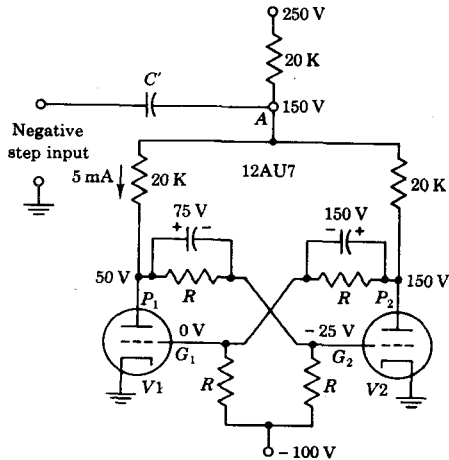 250 V
20 K
C'
150 V
A
Negative
step input
5 mA
20 K
12AU7
20 K
75 V
150 V
+ -
- +
50 V
R
R
150 V
P1
P2
0 V
- 25 V
G1
G2
V1
R
R
V2
- 100 V